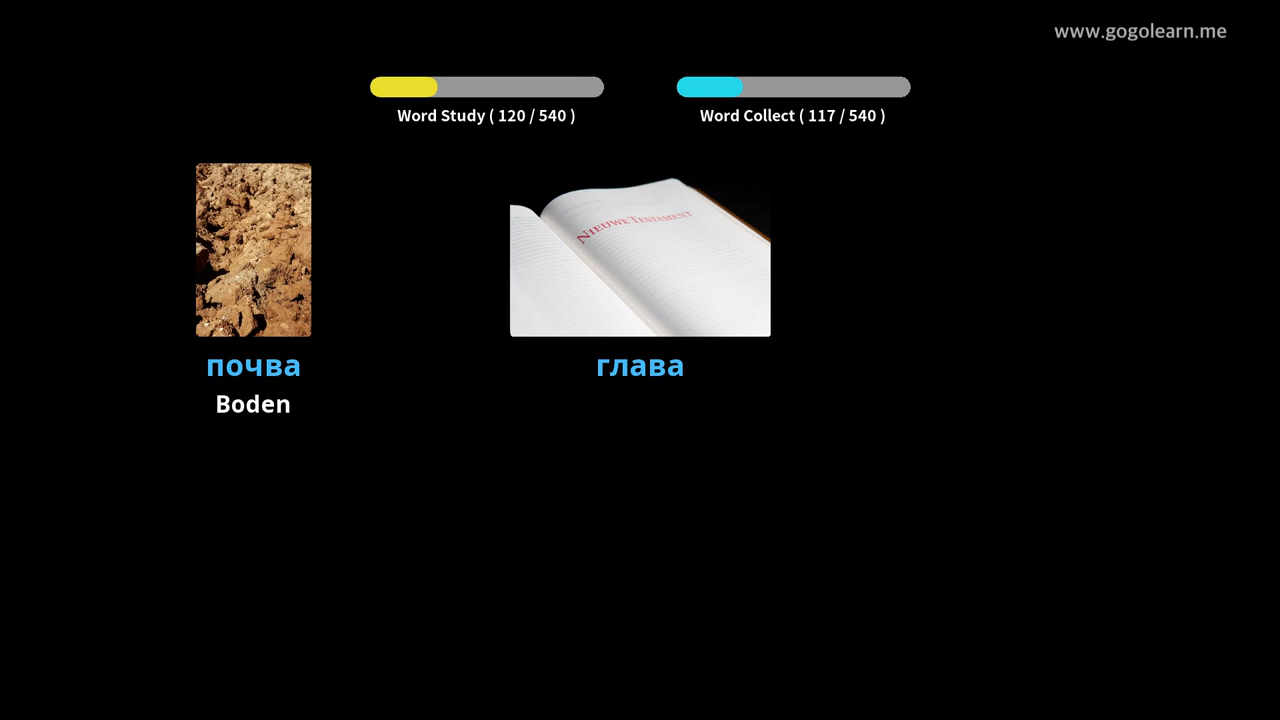 www.gogolearn.me
Word Study ( 120 / 540 )
Word Collect ( 117 / 540 )
NIEUWE TESTAMENT
почва
глава
Boden